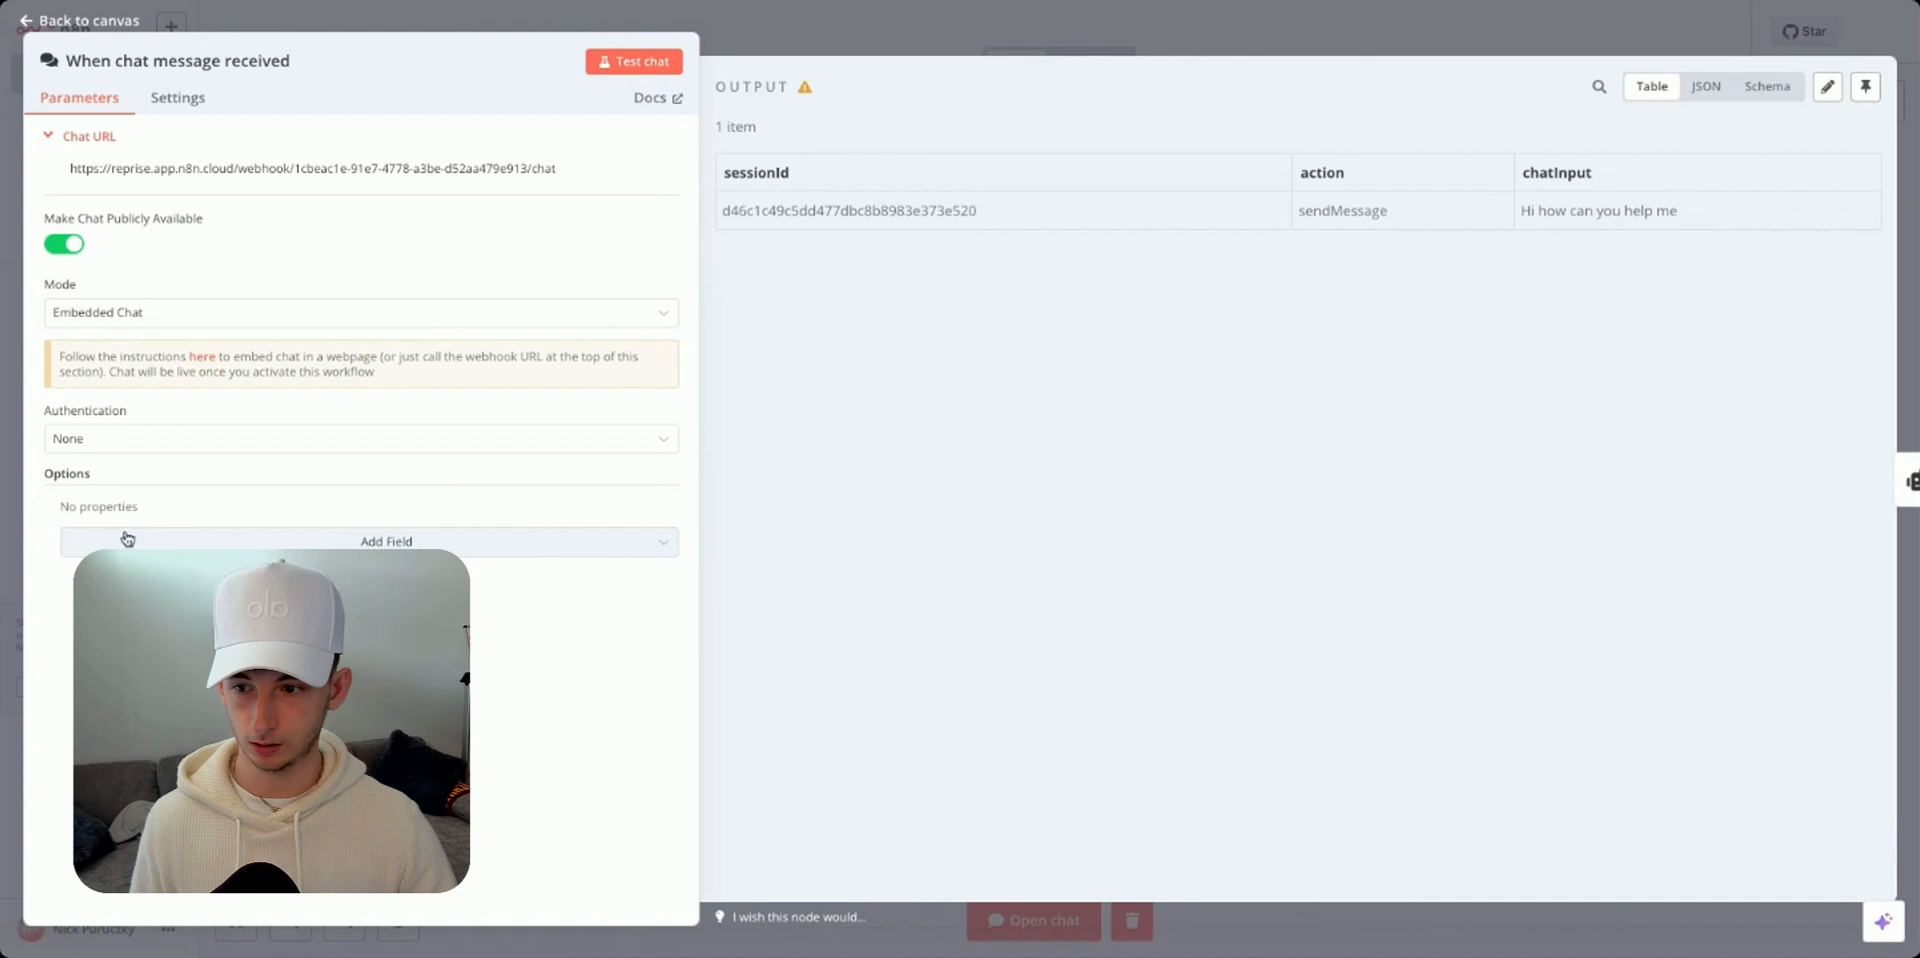 ← Back to canvas
Star
When chat message received
Test chat
Parameters
Settings
Docs
Chat URL
https://reprise.app.n8n.cloud/webhook/1cbeac1e-91e7-4778-a3be-d52aa479e913/chat
Make Chat Publicly Available
Mode
Embedded Chat
Follow the instructions here to embed chat in a webpage (or just call the webhook URL at the top of this
section). Chat will be live once you activate this workflow
Authentication
None
Options
No properties
Add Field
OUTPUT
Table
JSON
Schema
1 item
sessionId
action
chatInput
d46c1c49c5dd477dbc8b8983e373e520
sendMessage
Hi how can you help me
I wish this node would...
Open chat
Nick Puruczky